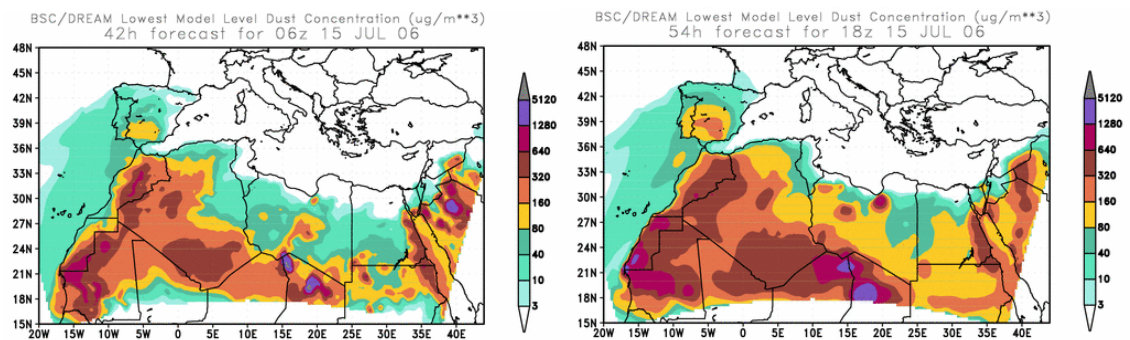 BSC/DREAM Lowest Model Level Dust Concentration (ug/m**3)
42h forecast for 06z 15 JUL 06
48N
45N
42N
39N
36N
33N
30N
27N
24N
21N
18N
15N
20W 15W 10W 5W 0 5E 10E 15E 20E 25E 30E 35E 40E
5120
1280
640
320
160
80
40
10
3
BSC/DREAM Lowest Model Level Dust Concentration (ug/m**3)
54h forecast for 18z 15 JUL 06
48N
45N
42N
39N
36N
33N
30N
27N
24N
21N
18N
15N
20W 15W 10W 5W 0 5E 10E 15E 20E 25E 30E 35E 40E
5120
1280
640
320
160
80
40
10
3